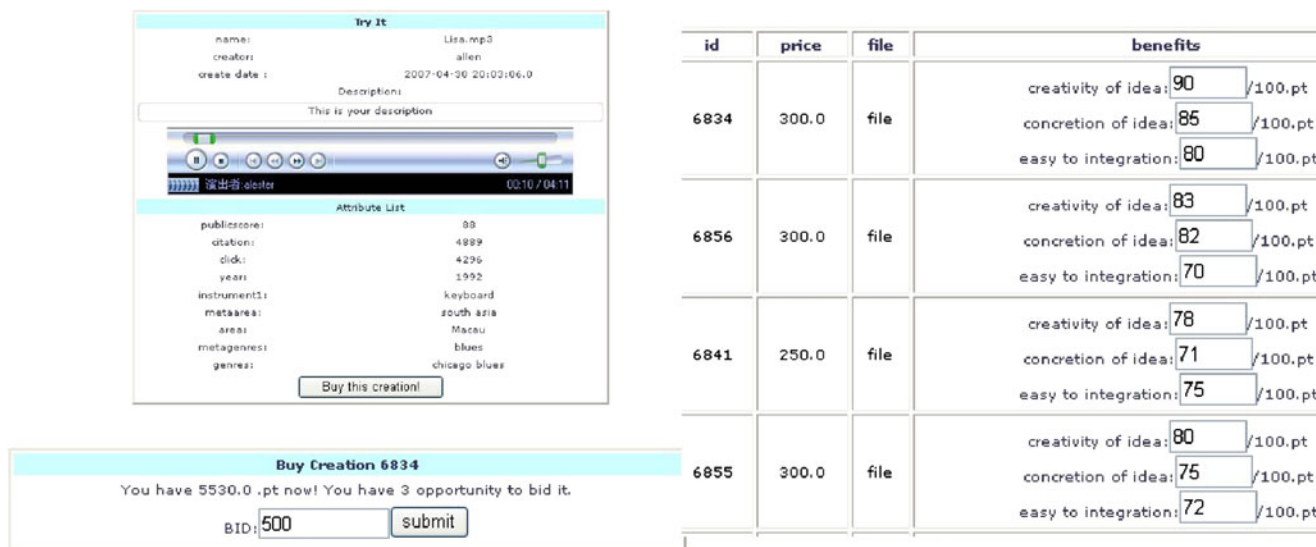 Try It
name: Lisa.mp3
creator: allen
create date : 2007-04-30 20:03:06.0
Description:
This is your description
演出者:alester
00:10 / 04:11
Attribute List
publicscore: 88
citation: 4889
click: 4296
year: 1992
instrument1: keyboard
metaarea: south asia
area: Macau
metagenres: blues
genres: chicago blues
Buy this creation!
Buy Creation 6834
You have 5530.0 .pt now! You have 3 opportunity to bid it.
BID: 500 submit
id price file benefits
creativity of idea: 90 /100.pt
6834 300.0 file concretion of idea: 85 /100.pt
easy to integration: 80 /100.pt
creativity of idea: 83 /100.pt
6856 300.0 file concretion of idea: 82 /100.pt
easy to integration: 70 /100.pt
creativity of idea: 78 /100.pt
6841 250.0 file concretion of idea: 71 /100.pt
easy to integration: 75 /100.pt
creativity of idea: 80 /100.pt
6855 300.0 file concretion of idea: 75 /100.pt
easy to integration: 72 /100.pt